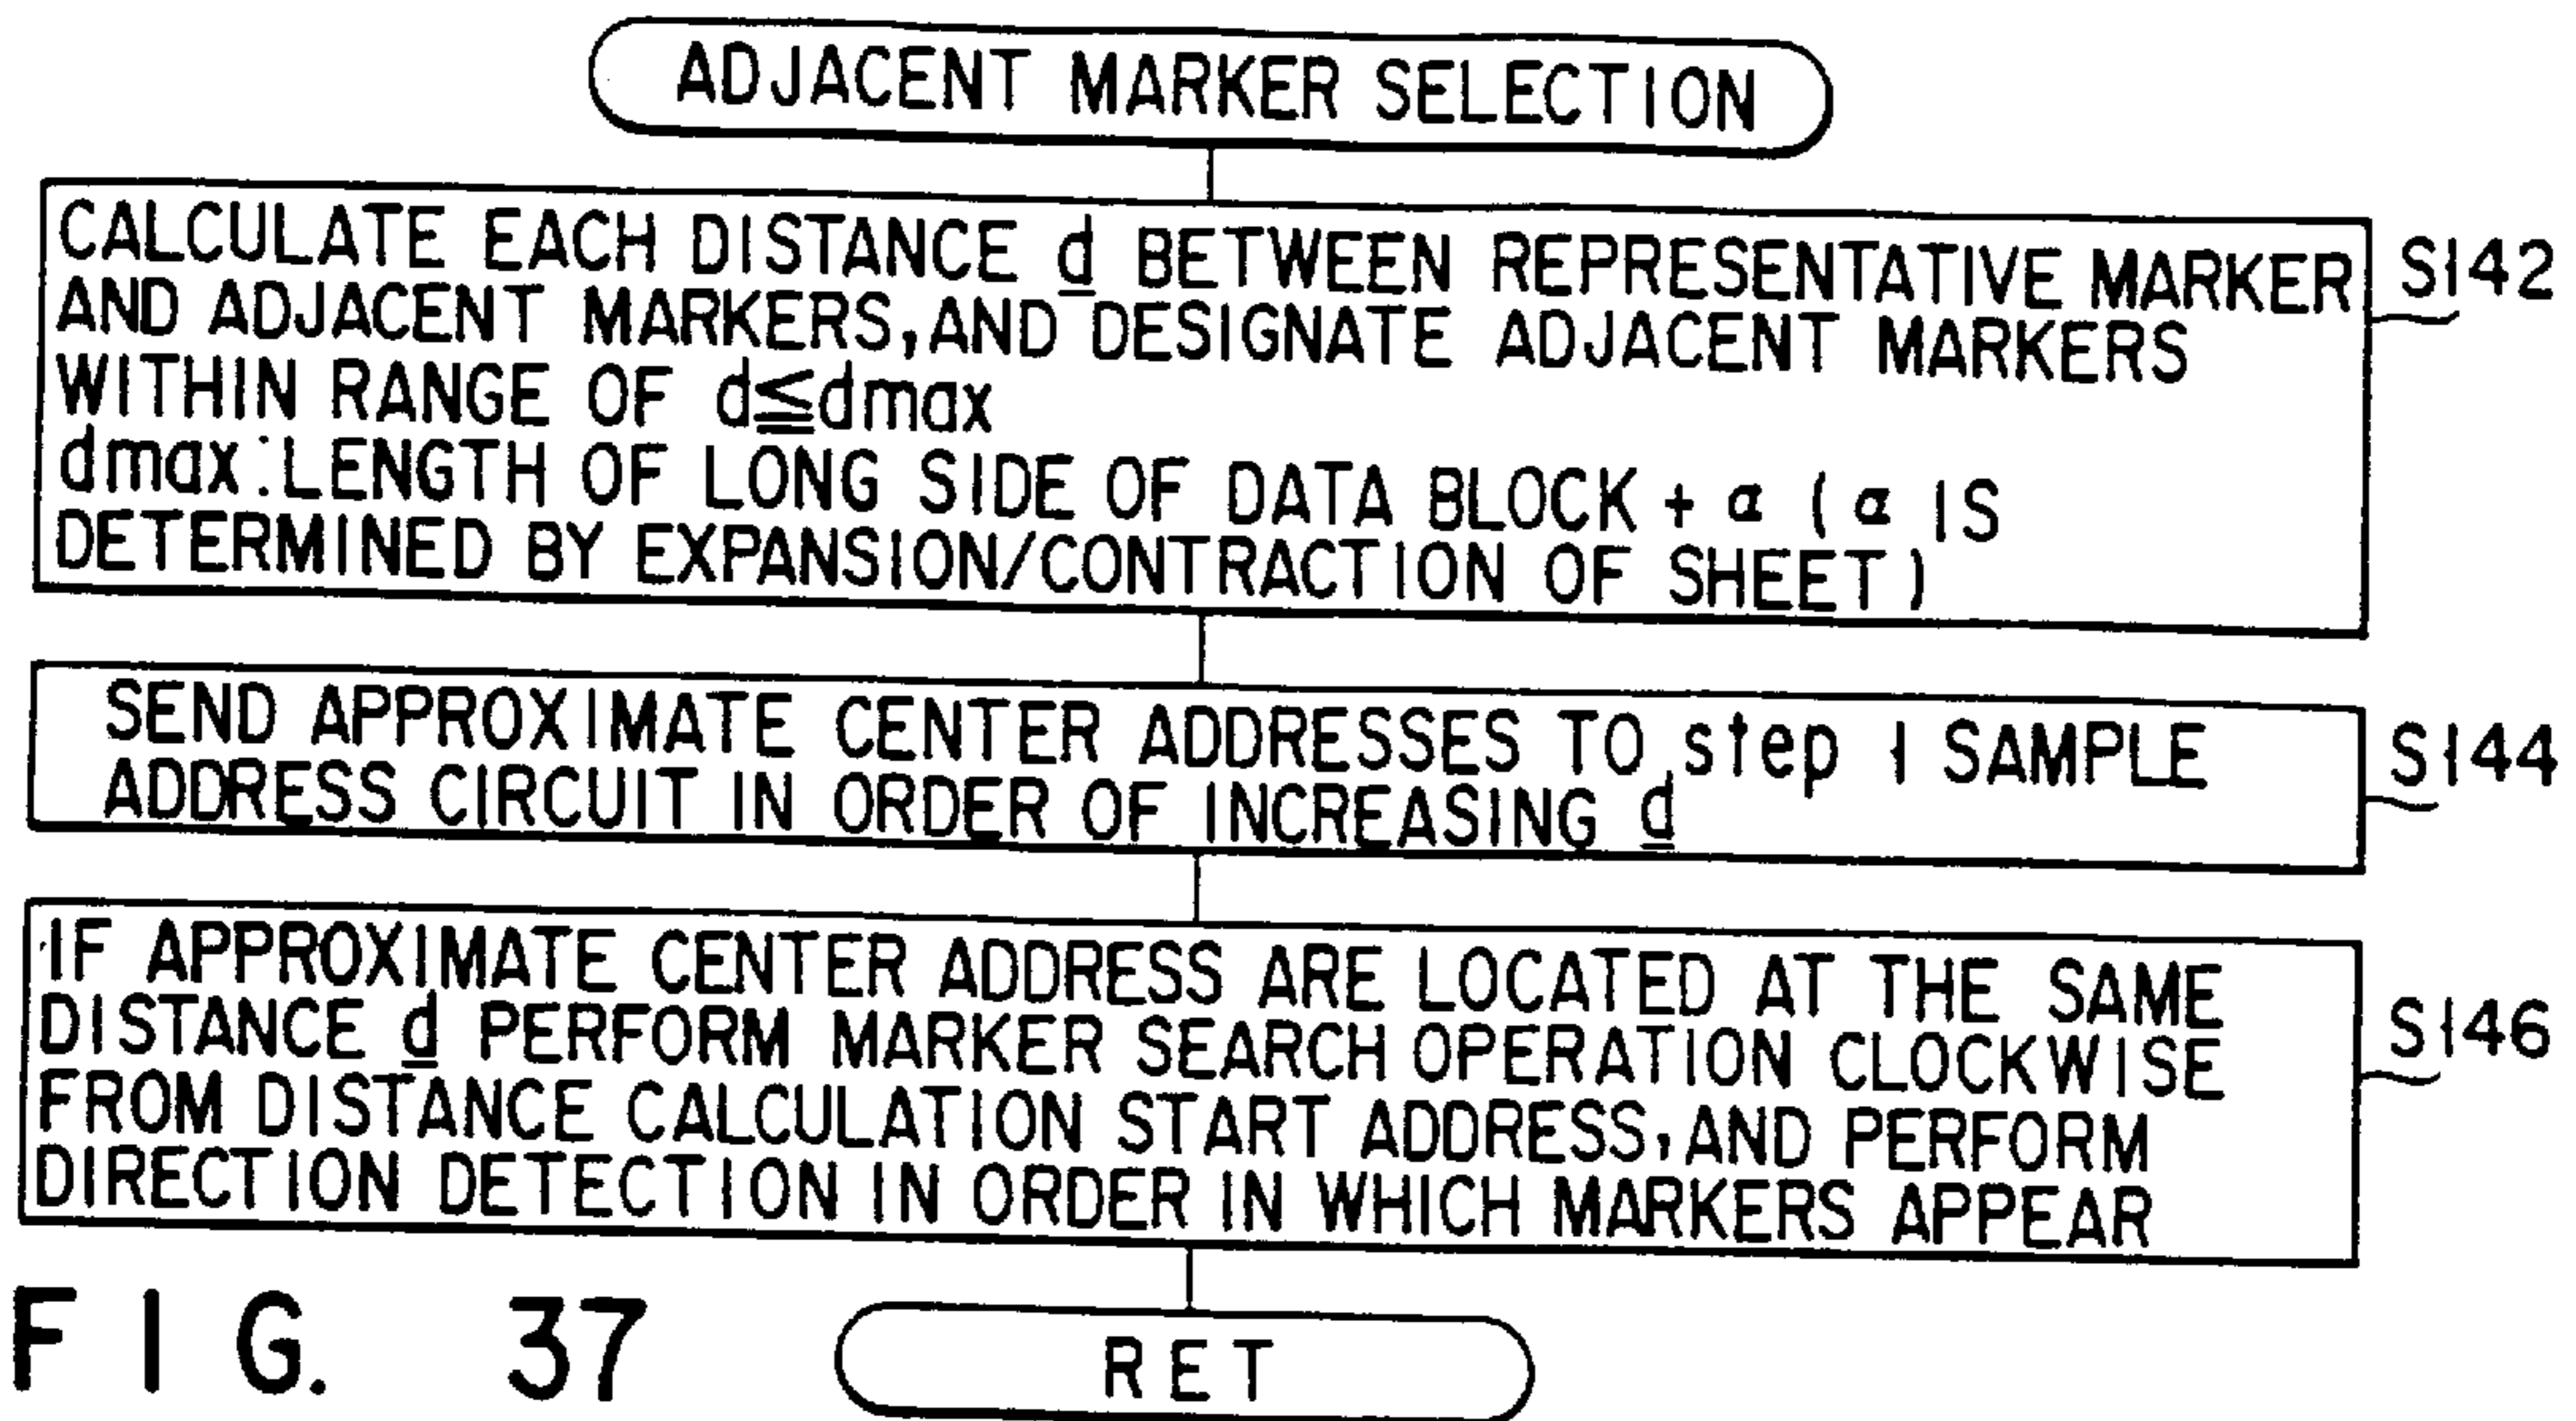 ADJACENT MARKER SELECTION
CALCULATE EACH DISTANCE d BETWEEN REPRESENTATIVE MARKER
AND ADJACENT MARKERS, AND DESIGNATE ADJACENT MARKERS
WITHIN RANGE OF d≦dmax
dmax: LENGTH OF LONG SIDE OF DATA BLOCK + α (α IS
DETERMINED BY EXPANSION/CONTRACTION OF SHEET)
S142
SEND APPROXIMATE CENTER ADDRESSES TO step 1 SAMPLE
ADDRESS CIRCUIT IN ORDER OF INCREASING d
S144
IF APPROXIMATE CENTER ADDRESS ARE LOCATED AT THE SAME
DISTANCE d PERFORM MARKER SEARCH OPERATION CLOCKWISE
FROM DISTANCE CALCULATION START ADDRESS, AND PERFORM
DIRECTION DETECTION IN ORDER IN WHICH MARKERS APPEAR
S146
RET
FIG. 37